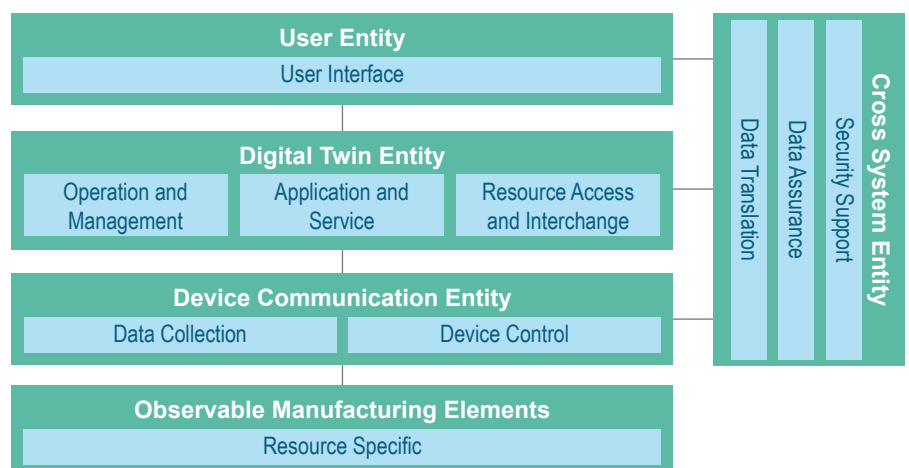 User Entity
User Interface
Digital Twin Entity
Operation and
Management
Application and
Service
Resource Access
and Interchange
Device Communication Entity
Data Collection
Device Control
Observable Manufacturing Elements
Resource Specific
Cross System Entity
Security Support
Data Assurance
Data Translation